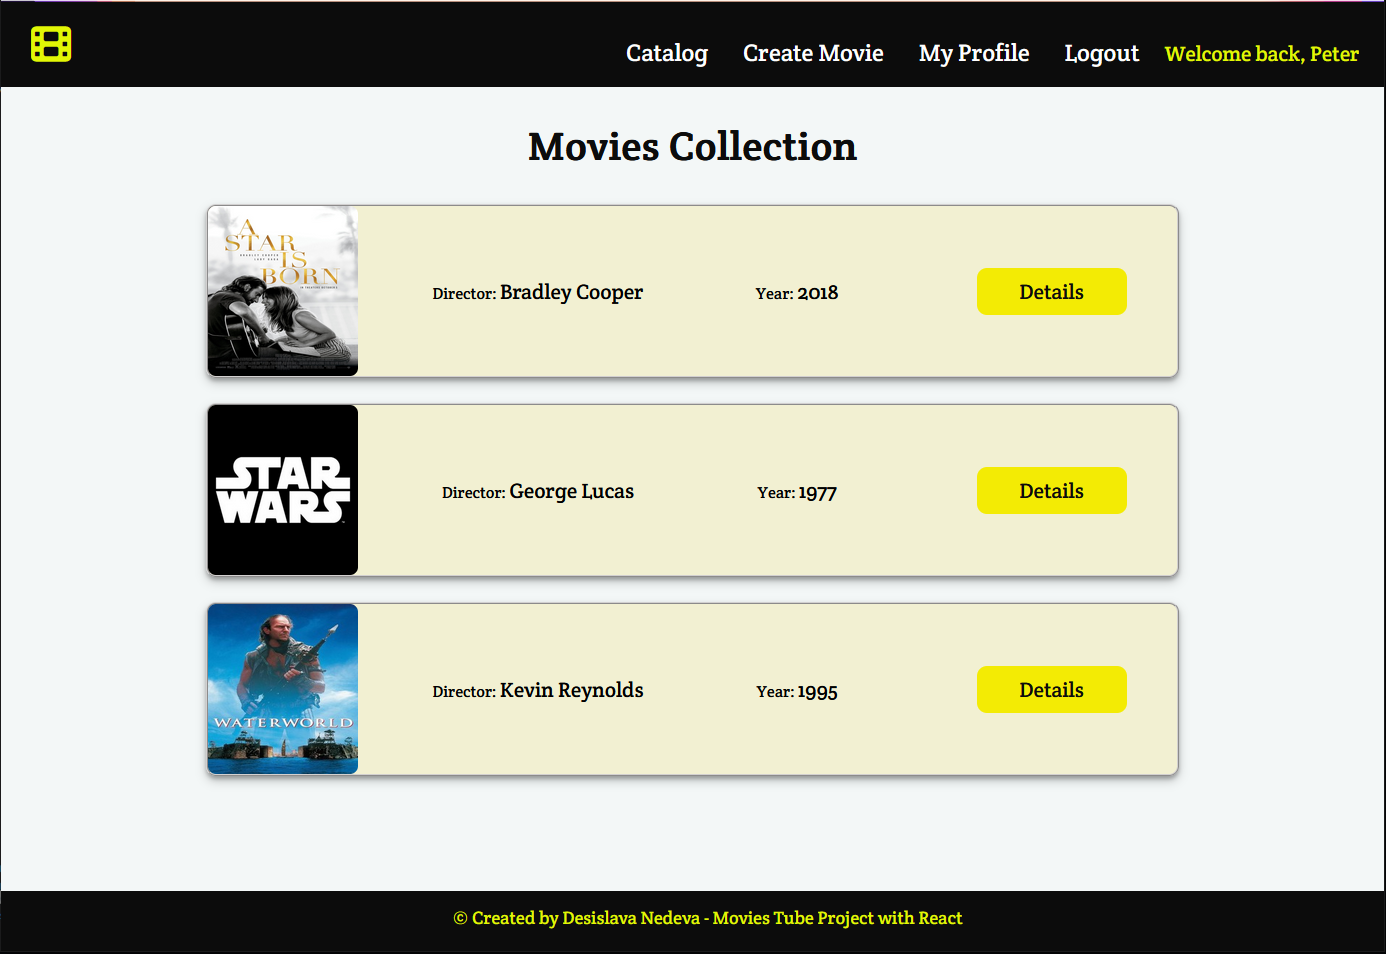 Catalog Create Movie My Profile Logout Welcome back, Peter
Movies Collection
A
STAR
IS
BORN
Director: Bradley Cooper Year: 2018 Details
STAR
WARS
Director: George Lucas Year: 1977 Details
WATERWORLD
Director: Kevin Reynolds Year: 1995 Details
© Created by Desislava Nedeva - Movies Tube Project with React